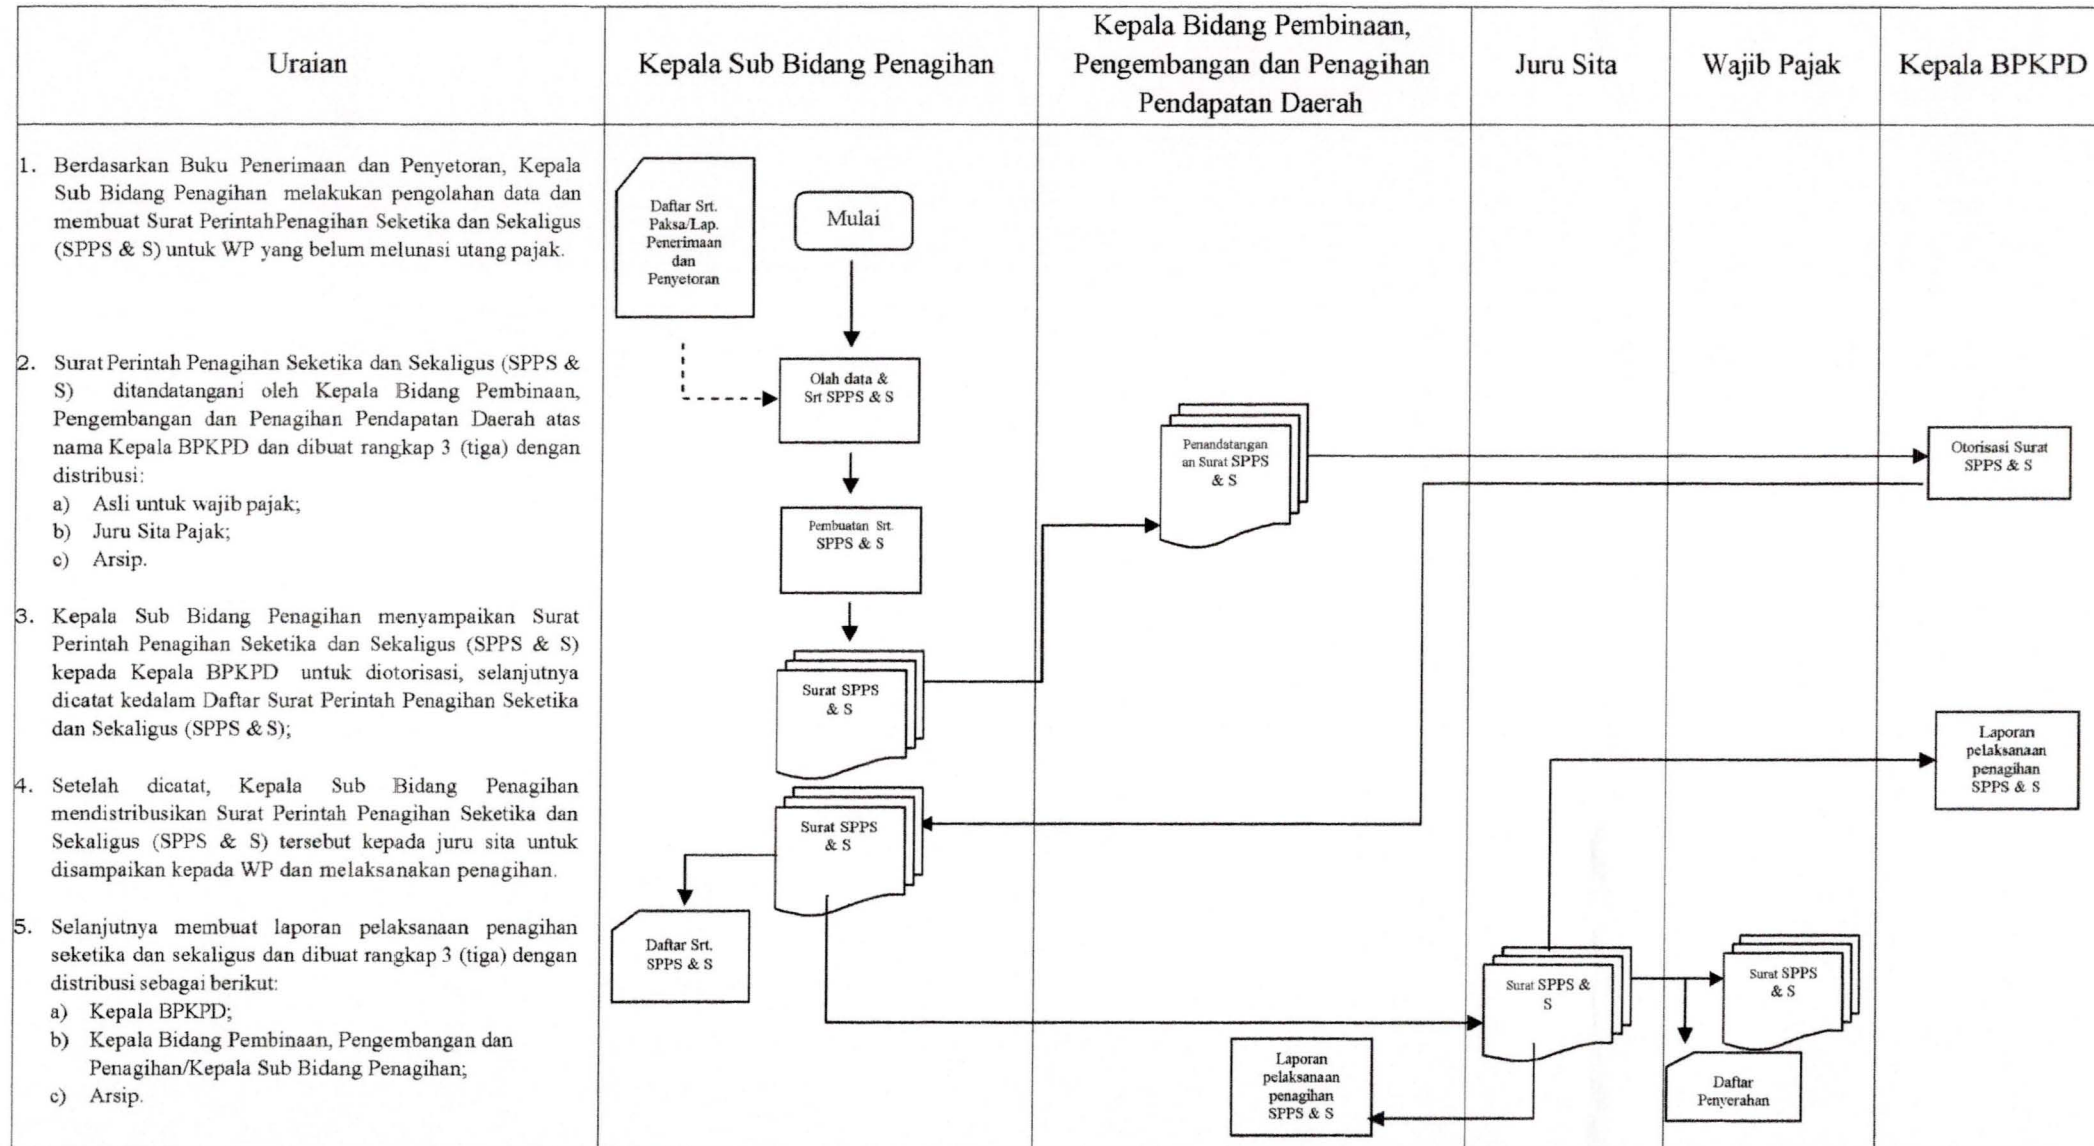 Uraian
Kepala Sub Bidang Penagihan
Kepala Bidang Pembinaan,
Pengembangan dan Penagihan
Pendapatan Daerah
Juru Sita
Wajib Pajak
Kepala BPKPD
1. Berdasarkan Buku Penerimaan dan Penyetoran, Kepala
Sub Bidang Penagihan melakukan pengolahan data dan
membuat Surat PerintahPenagihan Seketika dan Sekaligus
(SPPS & S) untuk WP yang belum melunasi utang pajak.
2. Surat Perintah Penagihan Seketika dan Sekaligus (SPPS &
S) ditandatangani oleh Kepala Bidang Pembinaan,
Pengembangan dan Penagihan Pendapatan Daerah atas
nama Kepala BPKPD dan dibuat rangkap 3 (tiga) dengan
distribusi:
a) Asli untuk wajib pajak;
b) Juru Sita Pajak;
c) Arsip.
3. Kepala Sub Bidang Penagihan menyampaikan Surat
Perintah Penagihan Seketika dan Sekaligus (SPPS & S)
kepada Kepala BPKPD untuk diotorisasi, selanjutnya
dicatat kedalam Daftar Surat Perintah Penagihan Seketika
dan Sekaligus (SPPS & S);
4. Setelah dicatat, Kepala Sub Bidang Penagihan
mendistribusikan Surat Perintah Penagihan Seketika dan
Sekaligus (SPPS & S) tersebut kepada juru sita untuk
disampaikan kepada WP dan melaksanakan penagihan.
5. Selanjutnya membuat laporan pelaksanaan penagihan
seketika dan sekaligus dan dibuat rangkap 3 (tiga) dengan
distribusi sebagai berikut:
a) Kepala BPKPD;
b) Kepala Bidang Pembinaan, Pengembangan dan
Penagihan/Kepala Sub Bidang Penagihan;
c) Arsip.
Daftar Srt.
Paksa/Lap.
Penerimaan
dan
Penyetoran
Mulai
Olah data &
Srt SPPS & S
Pembuatan Srt.
SPPS & S
Surat SPPS
& S
Surat SPPS
& S
Daftar Srt.
SPPS & S
Penandatangan
an Surat SPPS
& S
Laporan
pelaksanaan
penagihan
SPPS & S
Surat SPPS &
S
Surat SPPS
& S
Daftar
Penyerahan
Otorisasi Surat
SPPS & S
Laporan
pelaksanaan
penagihan
SPPS & S